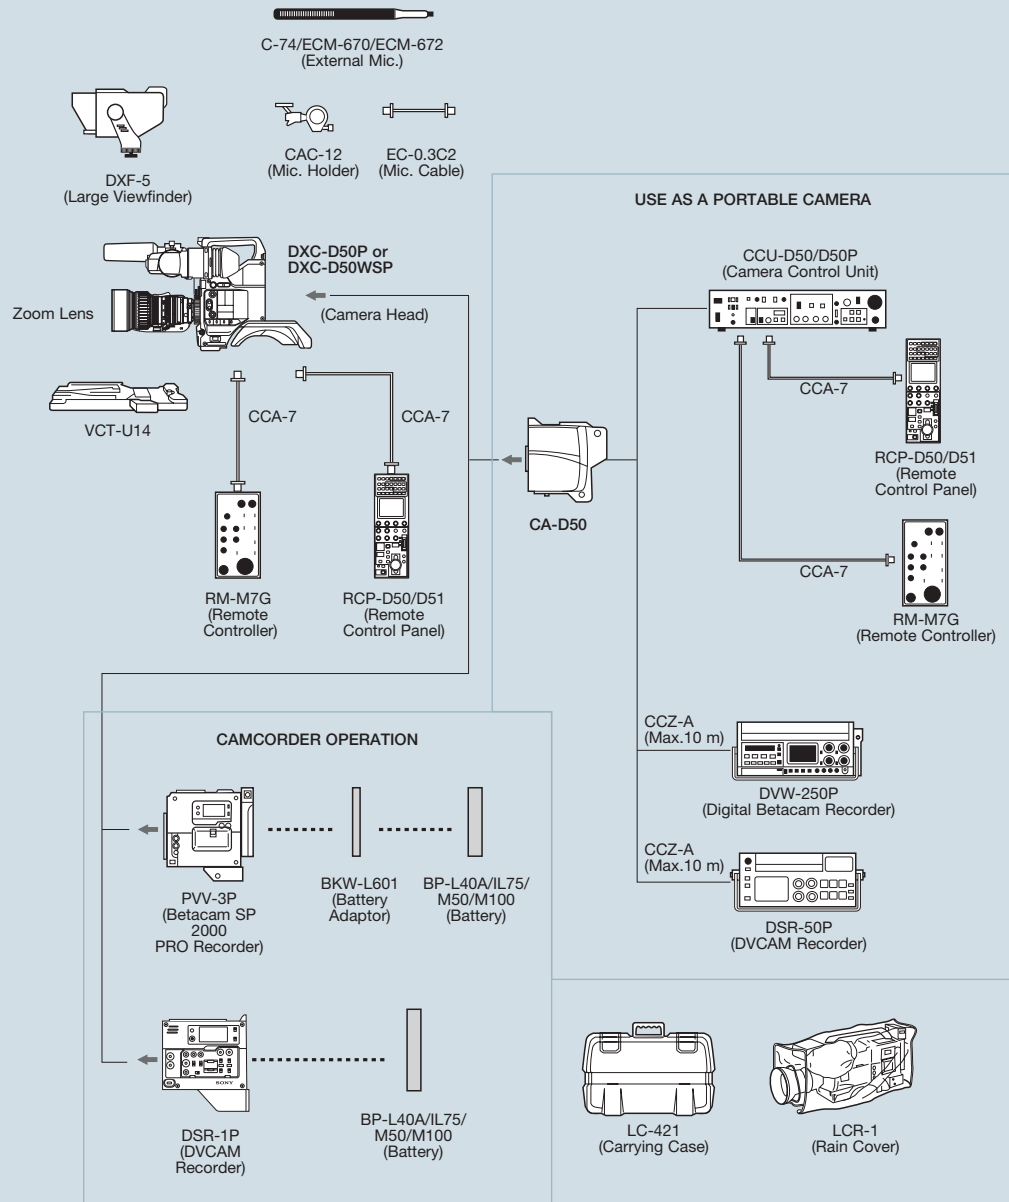 C-74/ECM-670/ECM-672
(External Mic.)
DXF-5
(Large Viewfinder)
CAC-12
(Mic. Holder)
EC-0.3C2
(Mic. Cable)
USE AS A PORTABLE CAMERA
DXC-D50P or
DXC-D50WSP
Zoom Lens
(Camera Head)
CCU-D50/D50P
(Camera Control Unit)
VCT-U14
CCA-7
CCA-7
CCA-7
RCP-D50/D51
(Remote
Control Panel)
CA-D50
CCA-7
RM-M7G
(Remote Controller)
RM-M7G
(Remote
Controller)
RCP-D50/D51
(Remote
Control Panel)
CCZ-A
(Max.10 m)
DVW-250P
(Digital Betacam Recorder)
CCZ-A
(Max.10 m)
DSR-50P
(DVCAM Recorder)
CAMCORDER OPERATION
PVV-3P
(Betacam SP
2000
PRO Recorder)
BKW-L601
(Battery
Adaptor)
BP-L40A/IL75/
M50/M100
(Battery)
SONY
DSR-1P
(DVCAM
Recorder)
BP-L40A/IL75/
M50/M100
(Battery)
LC-421
(Carrying Case)
LCR-1
(Rain Cover)